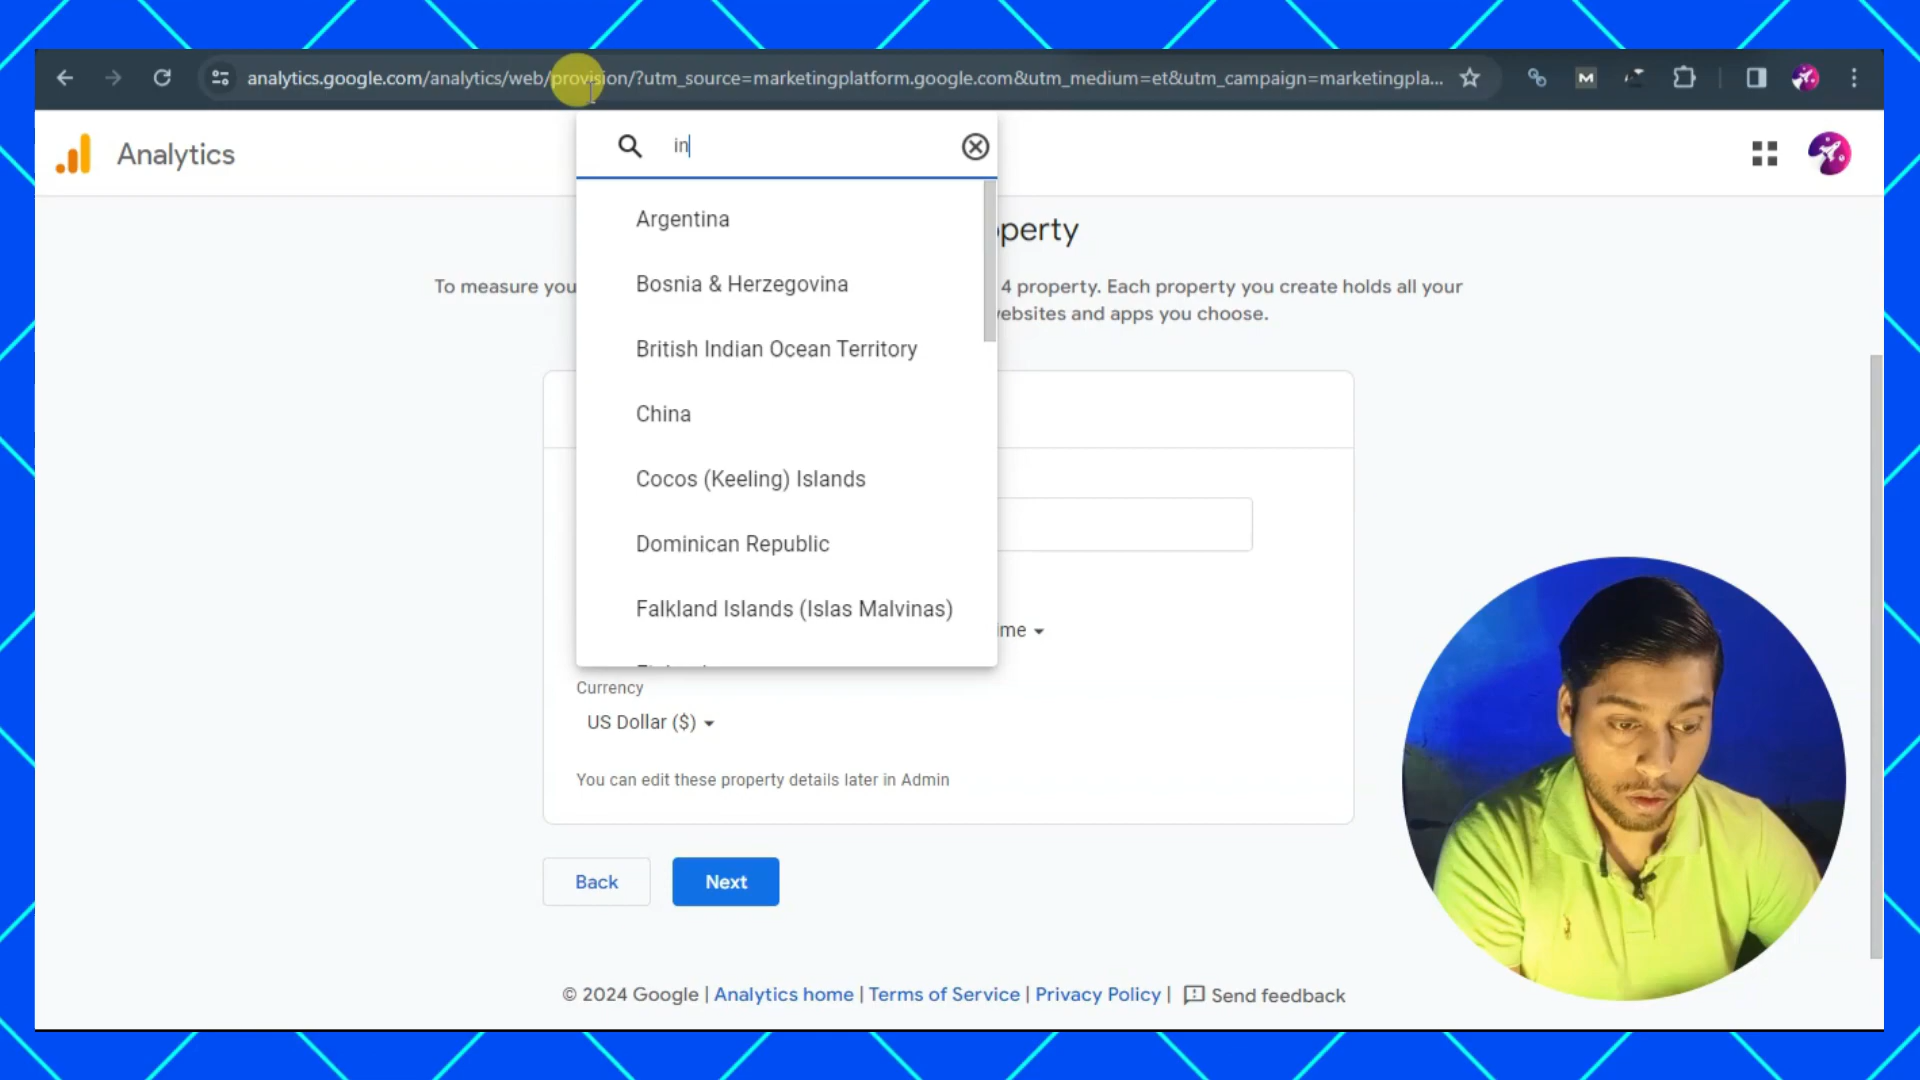 analytics.google.com/analytics/web/provision/?utm_source=marketingplatform.google.com&utm_medium=et&utm_campaign=marketingpla...
M
Analytics
in
Argentina
Bosnia & Herzegovina
British Indian Ocean Territory
China
Cocos (Keeling) Islands
Dominican Republic
Falkland Islands (Islas Malvinas)
operty
To measure you
4 property. Each property you create holds all your
ebsites and apps you choose.
ime
Currency
US Dollar ($)
You can edit these property details later in Admin
Back
Next
© 2024 Google | Analytics home | Terms of Service | Privacy Policy | Send feedback